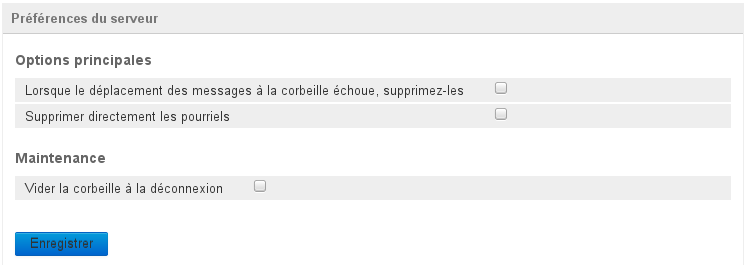 Préférences du serveur
Options principales
Lorsque le déplacement des messages à la corbeille échoue, supprimez-les
Supprimer directement les pourriels
Maintenance
Vider la corbeille à la déconnexion
Enregistrer